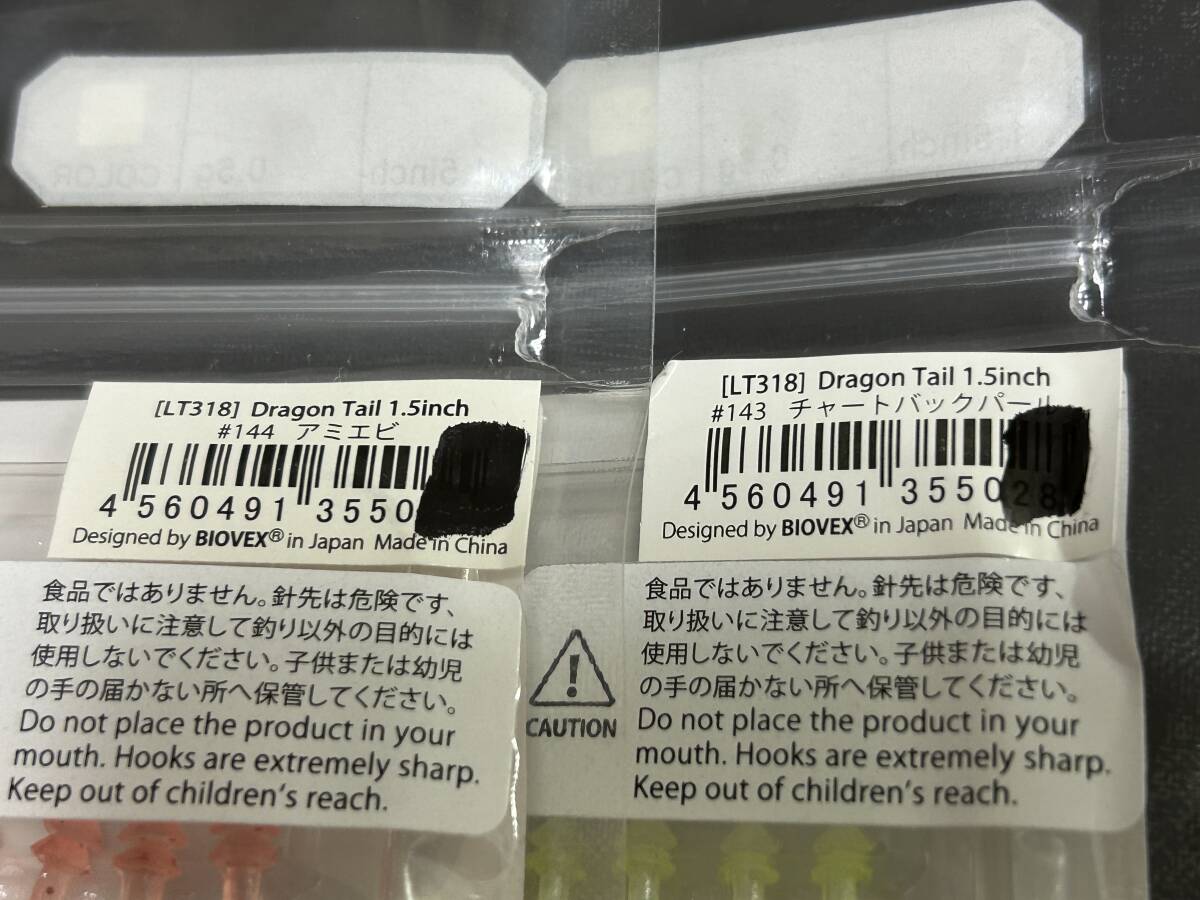 [LT318] Dragon Tail 1.5inch
#144 アミエビ
4 560491 3550
Designed by BIOVEX® in Japan Made in China
食品ではありません。針先は危険です、
取り扱いに注意して釣り以外の目的には
使用しないでください。子供または幼児
の手の届かない所へ保管してください。
Do not place the product in your
mouth. Hooks are extremely sharp.
Keep out of children's reach.
[LT318] Dragon Tail 1.5inch
#143 チャートバックパール
4 560491 355028
Designed by BIOVEX® in Japan Made in China
CAUTION
食品ではありません。針先は危険です、
取り扱いに注意して釣り以外の目的には
使用しないでください。子供または幼児
の手の届かない所へ保管してください。
Do not place the product in your
mouth. Hooks are extremely sharp.
Keep out of children's reach.